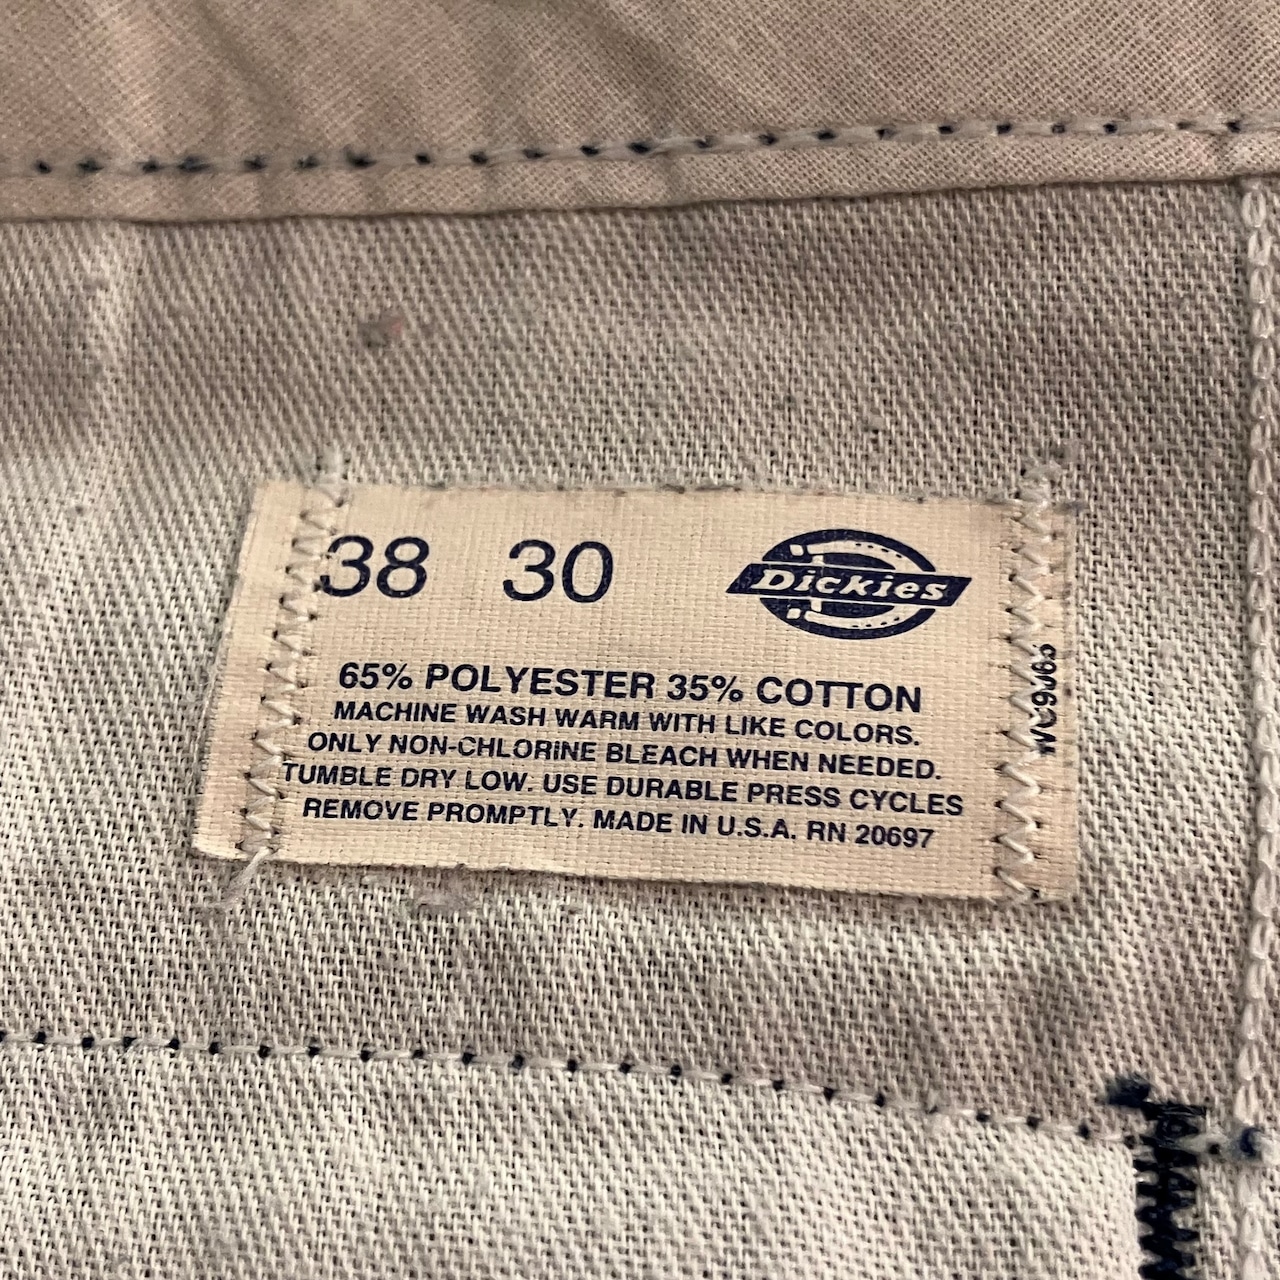 38 30 Dickies
65% POLYESTER 35% COTTON
MACHINE WASH WARM WITH LIKE COLORS.
ONLY NON-CHLORINE BLEACH WHEN NEEDED.
TUMBLE DRY LOW. USE DURABLE PRESS CYCLES
REMOVE PROMPTLY. MADE IN U.S.A. RN 20697